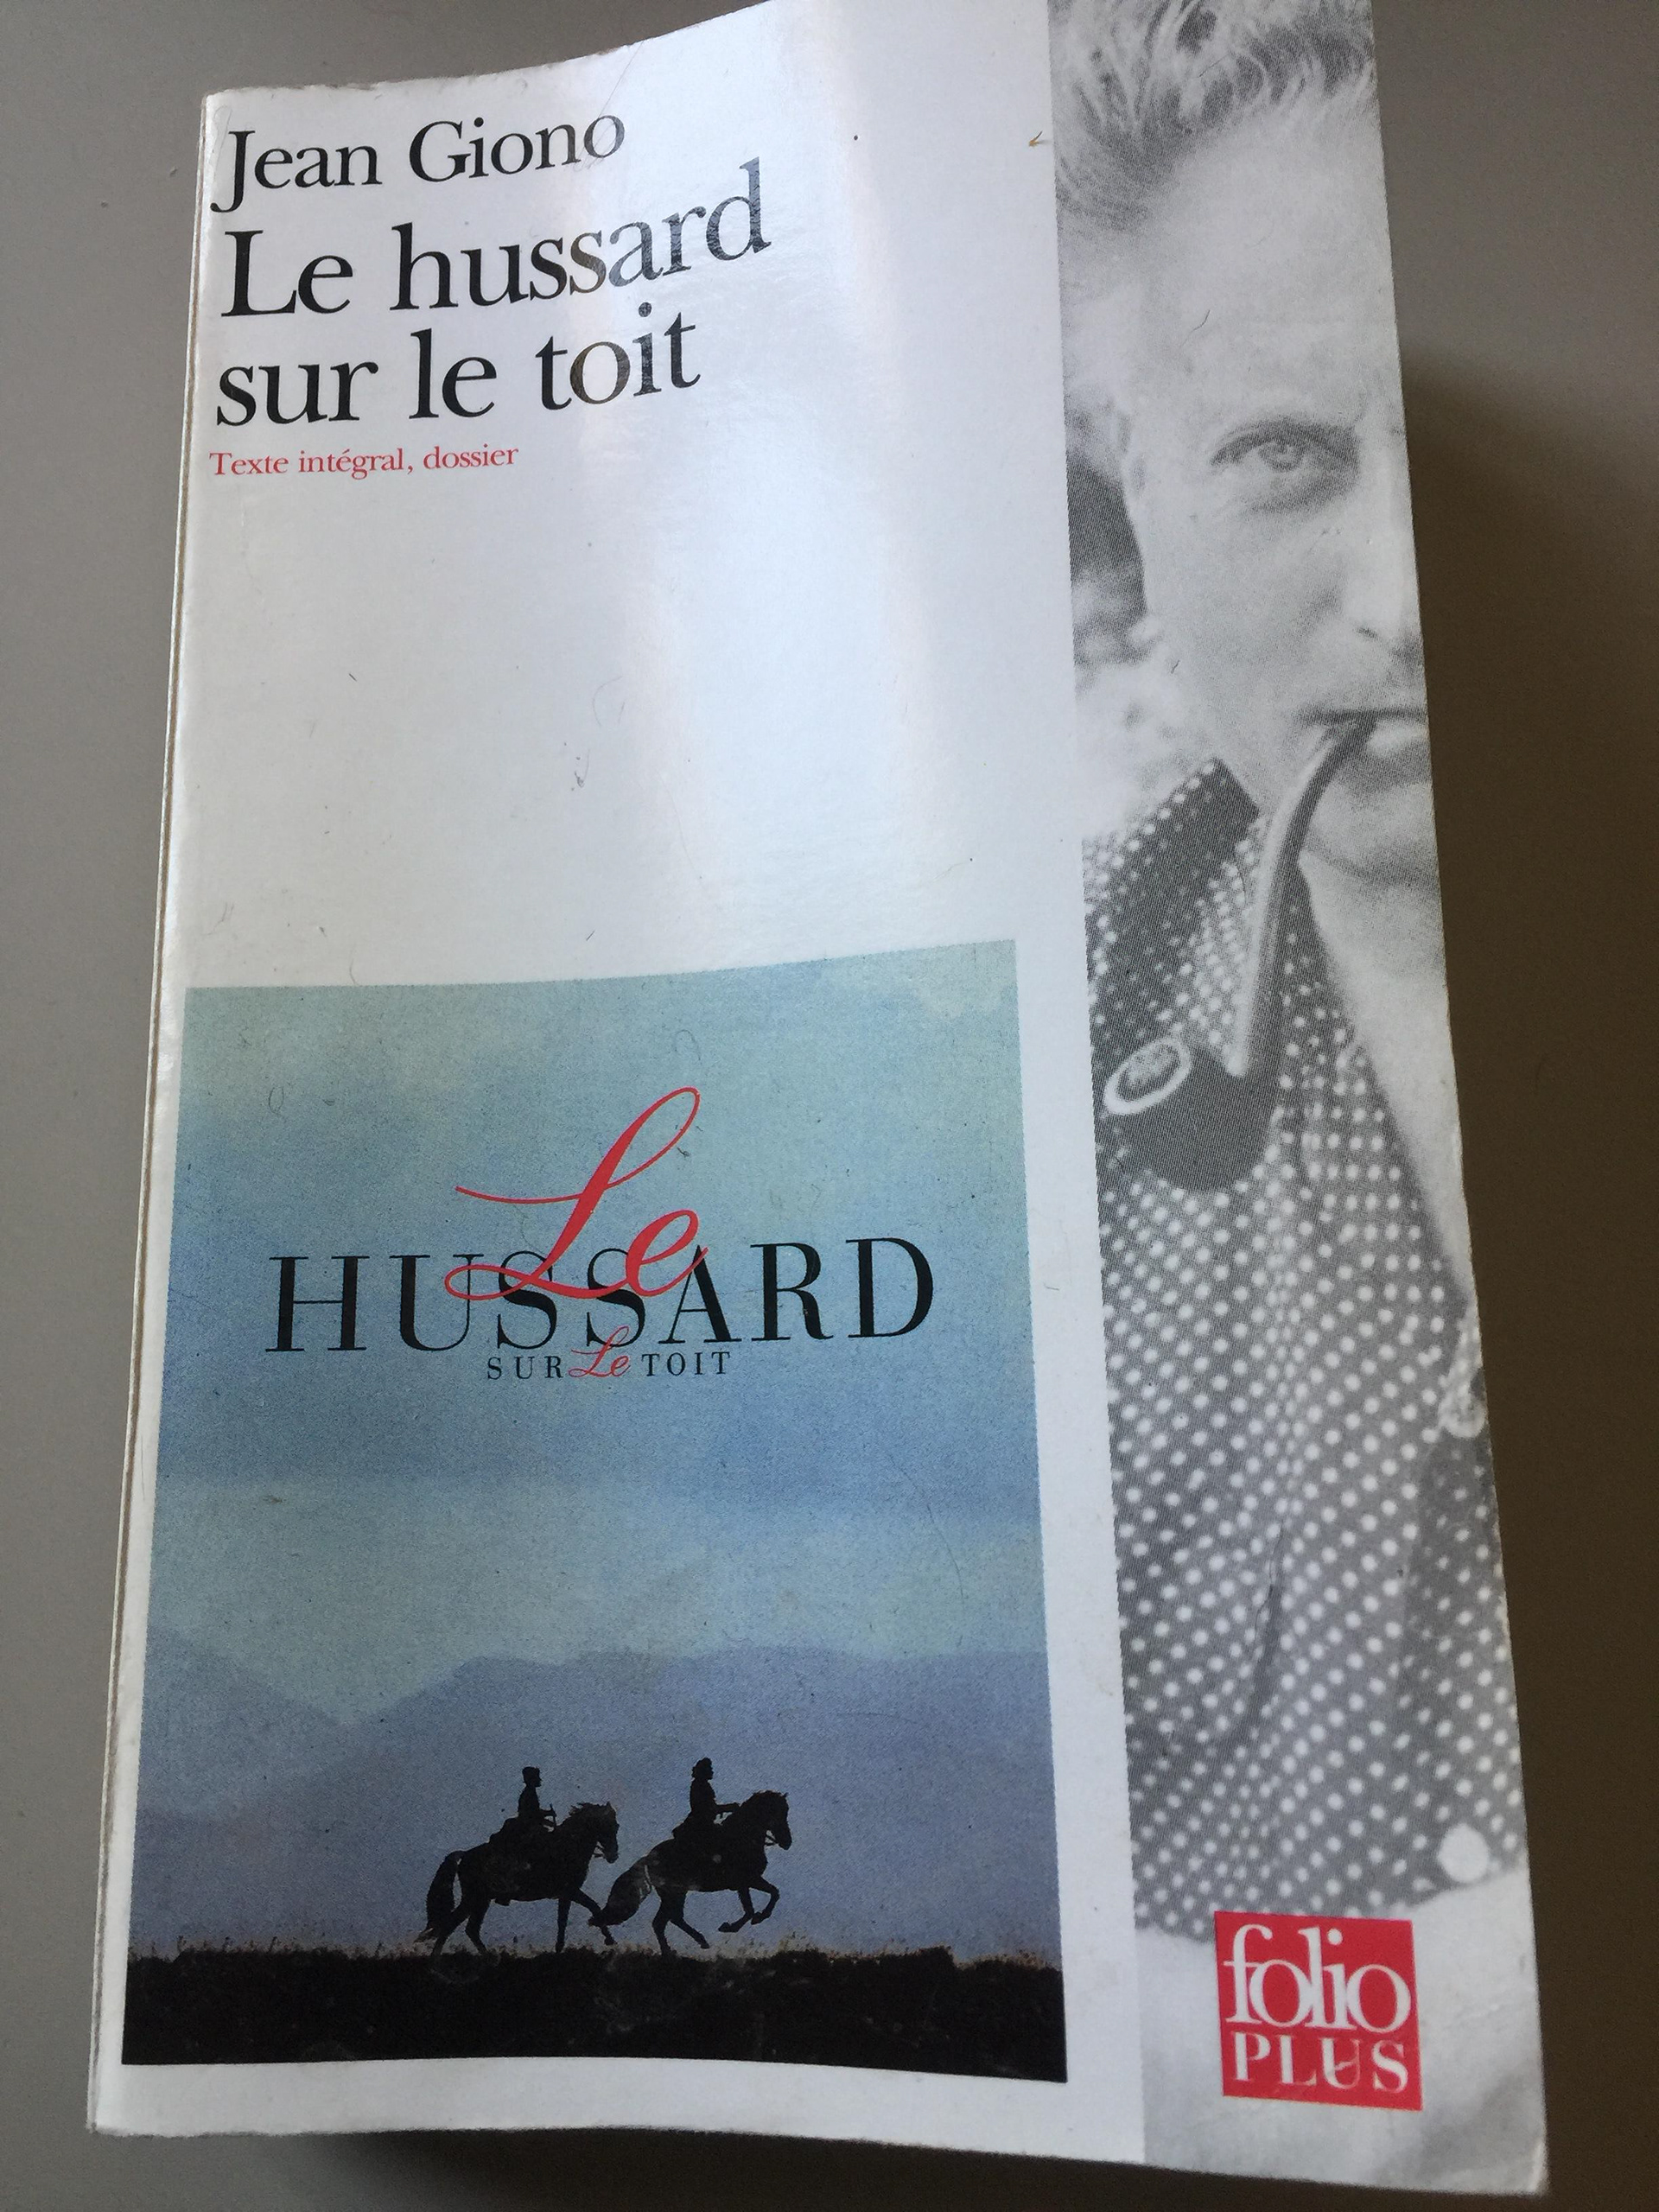 Jean Giono
Le hussard
sur le toit
Texte intégral, dossier
Le
HUSSARD
SUR Le TOIT
folio
PLUS